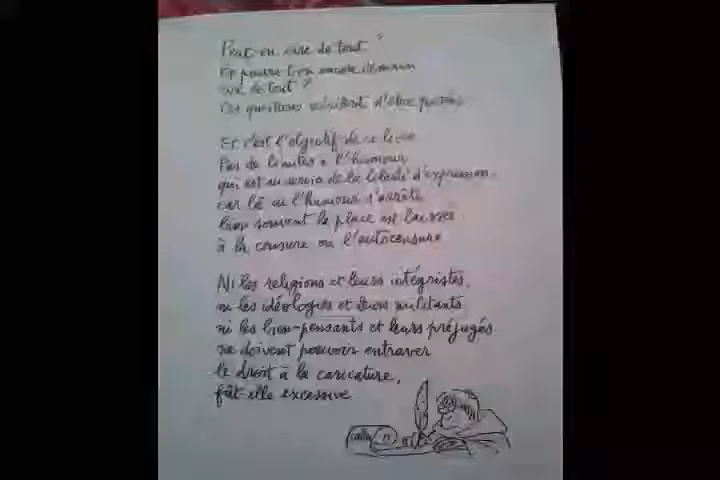 Peut-on rire de tout ?
Et pourra-t-on encore demain
rire de tout ?
Ces questions méritent d'être posées
Et c'est l'objectif de ce livre
Pas de limites à l'humour
qui est au service de la liberté d'expression,
car là où l'humour s'arrête
bien souvent la place est laissée
à la censure ou l'autocensure
Ni les religions et leurs intégristes,
ni les idéologies et leurs militants
ni les bien-pensants et leurs préjugés
ne doivent pouvoir entraver
le droit à la caricature,
fût-elle excessive